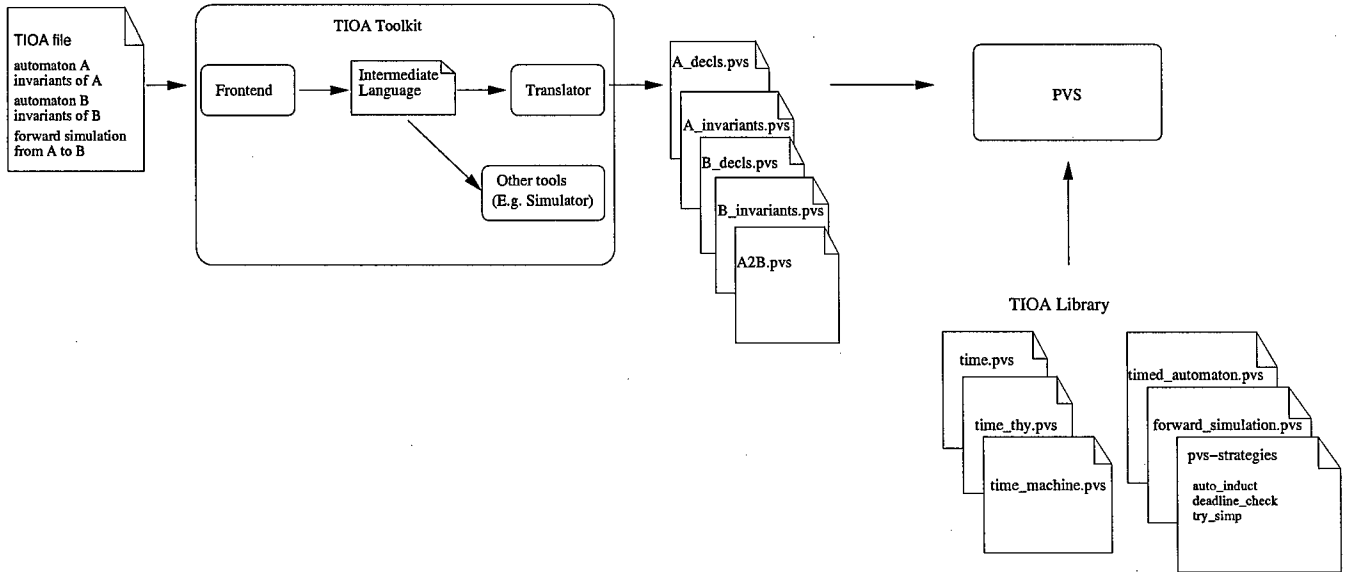 TIOA file
automaton A
invariants of A
automaton B
invariants of B
forward simulation
from A to B
TIOA Toolkit
Frontend
Intermediate
Language
Translator
Other tools
(E.g. Simulator)
A_decls.pvs
A_invariants.pvs
B_decls.pvs
B_invariants.pvs
A2B.pvs
PVS
TIOA Library
time.pvs
time_thy.pvs
time_machine.pvs
timed_automaton.pvs
forward_simulation.pvs
pvs-strategies
auto_induct
deadline_check
try_simp